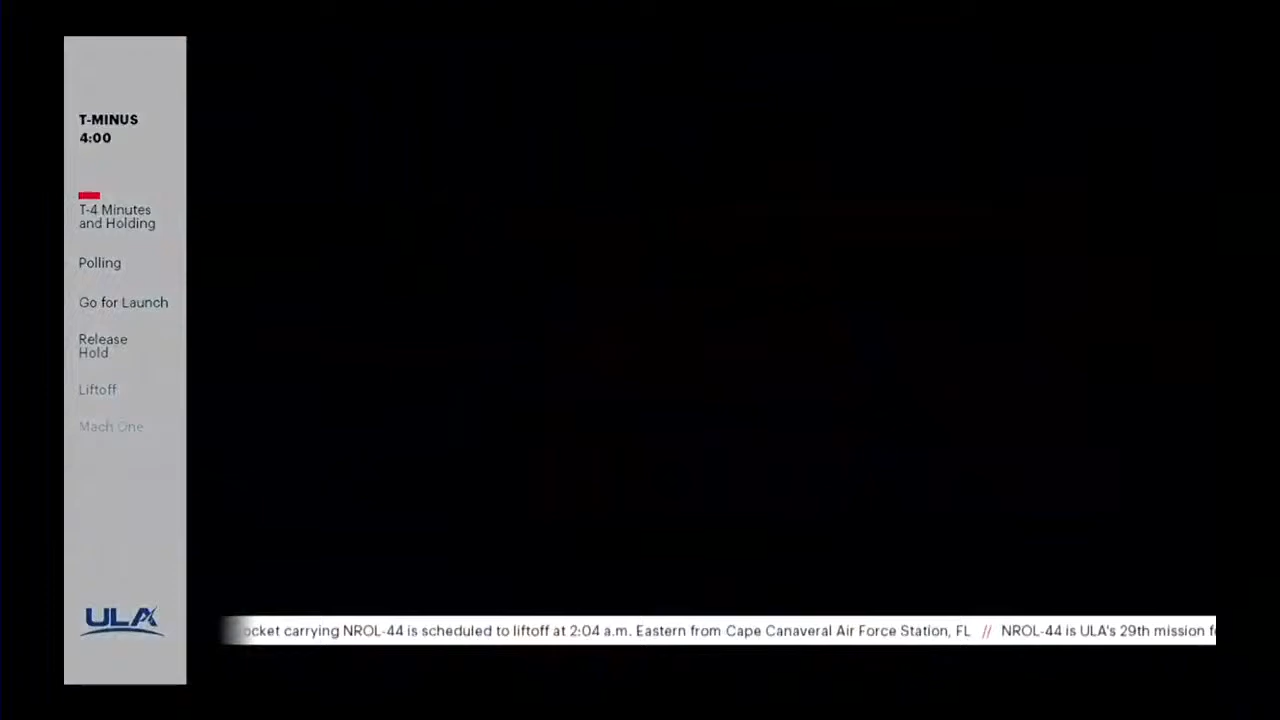 T-MINUS
4:00
T-4 Minutes
and Holding
Polling
Go for Launch
Release
Hold
Liftoff
Mach One
ULA
ocket carrying NROL-44 is scheduled to liftoff at 2:04 a.m. Eastern from Cape Canaveral Air Force Station, FL // NROL-44 is ULA's 29th mission f